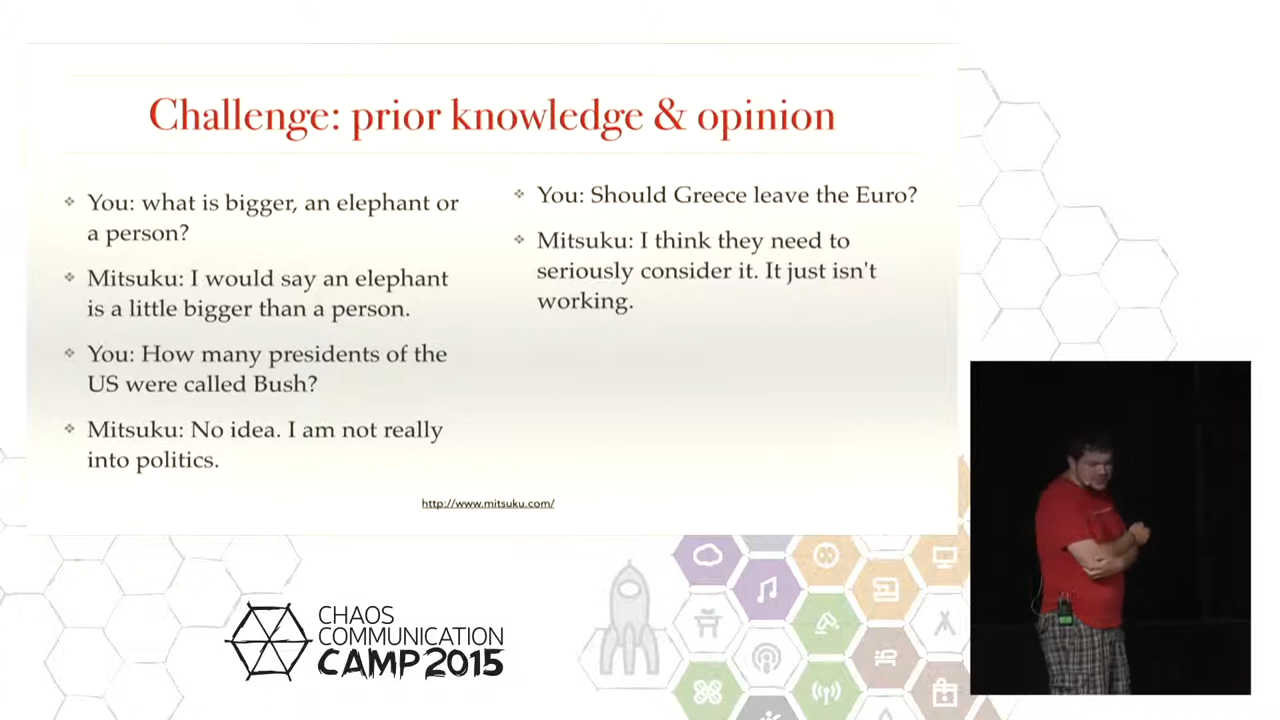 Challenge: prior knowledge & opinion
You: what is bigger, an elephant or
a person?
Mitsuku: I would say an elephant
is a little bigger than a person.
You: How many presidents of the
US were called Bush?
Mitsuku: No idea. I am not really
into politics.
You: Should Greece leave the Euro?
Mitsuku: I think they need to
seriously consider it. It just isn't
working.
http://www.mitsuku.com/
CHAOS
COMMUNICATION
CAMP 2015